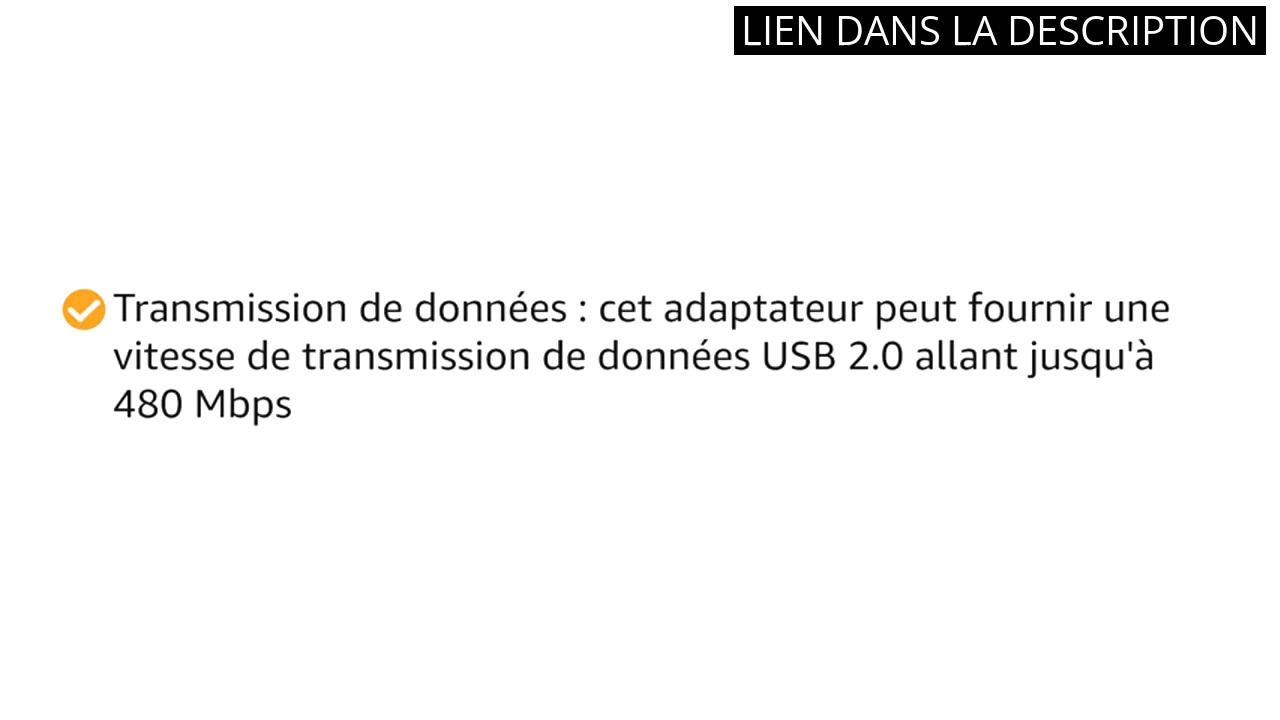 LIEN DANS LA DESCRIPTION
Transmission de données : cet adaptateur peut fournir une
vitesse de transmission de données USB 2.0 allant jusqu'à
480 Mbps